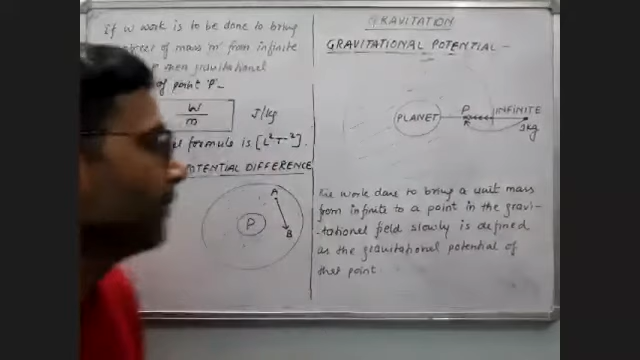 If W work is to be done to bring
of mass m from infinite
P then gravitational
of point 'P' -
W
m
J/kg
formula is [L²T⁻²].
POTENTIAL DIFFERENCE
A
P
B
GRAVITATION
GRAVITATIONAL POTENTIAL -
PLANET
P
INFINITE
1kg
The work done to bring a unit mass
from infinite to a point in the gravi-
-tational field slowly is defined
as the gravitational potential of
that point